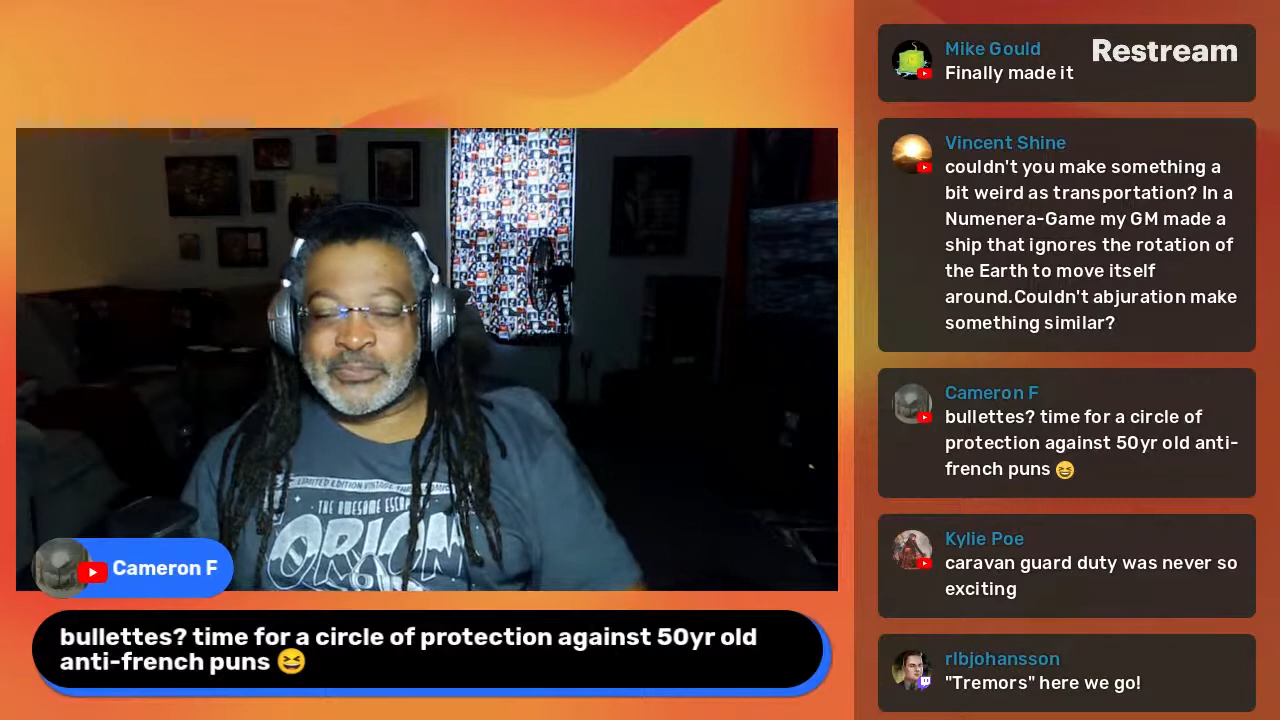 Restream
Mike Gould
Finally made it
Vincent Shine
couldn't you make something a
bit weird as transportation? In a
Numenera-Game my GM made a
ship that ignores the rotation of
the Earth to move itself
around.Couldn't abjuration make
something similar?
Cameron F
bullettes? time for a circle of
protection against 50yr old anti-
french puns 😆
Kylie Poe
caravan guard duty was never so
exciting
rlbjohansson
"Tremors" here we go!
THE AWESOME
ORION
Cameron F
bullettes? time for a circle of protection against 50yr old
anti-french puns 😆